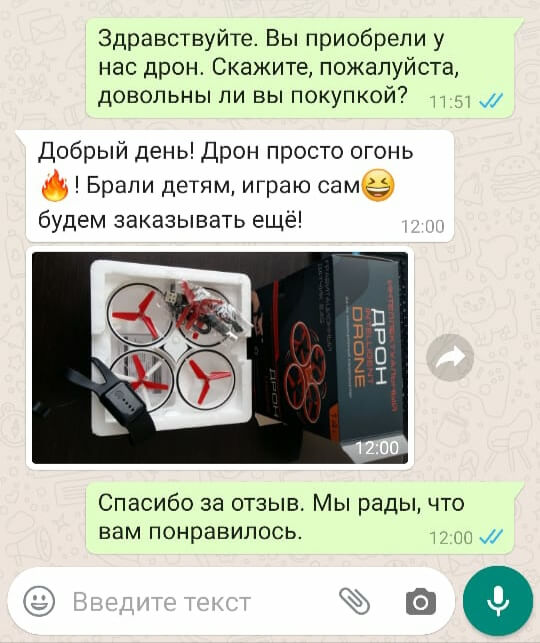 Здравствуйте. Вы приобрели у
нас дрон. Скажите, пожалуйста,
довольны ли вы покупкой? 11:51
Добрый день! Дрон просто огонь
🔥! Брали детям, играю сам😆
будем заказывать ещё! 12:00
ДРОН
INTELLIGENT
DRONE
ДРОН
12:00
Спасибо за отзыв. Мы рады, что
вам понравилось. 12:00
Введите текст